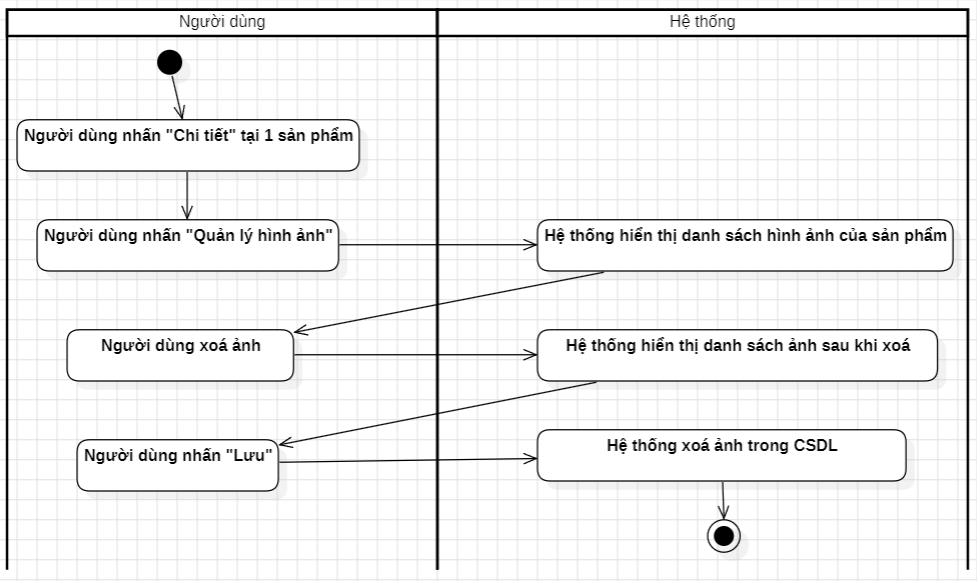 Người dùng
Hệ thống
Người dùng nhấn "Chi tiết" tại 1 sản phẩm
Người dùng nhấn "Quản lý hình ảnh"
Hệ thống hiển thị danh sách hình ảnh của sản phẩm
Người dùng xoá ảnh
Hệ thống hiển thị danh sách ảnh sau khi xoá
Người dùng nhấn "Lưu"
Hệ thống xoá ảnh trong CSDL